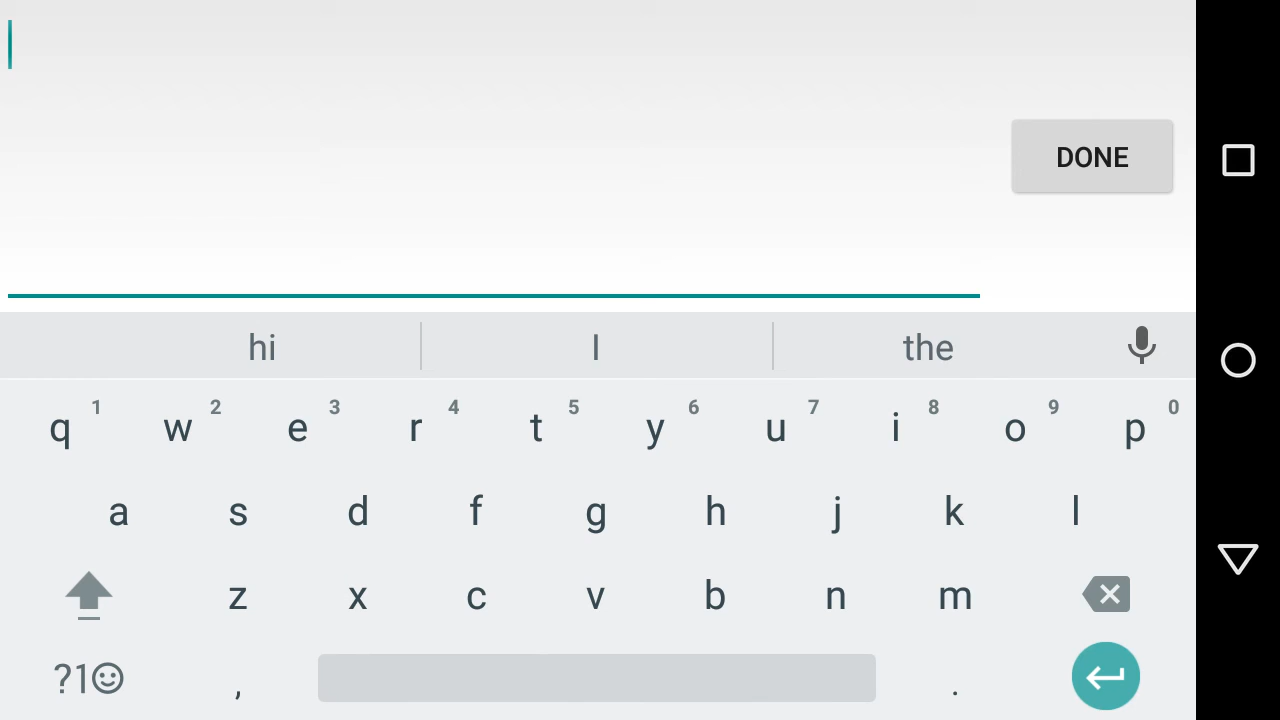 DONE
hi I the
q 1 w 2 e 3 r 4 t 5 y 6 u 7 i 8 o 9 p 0
a s d f g h j k l
z x c v b n m
?1☺ , .